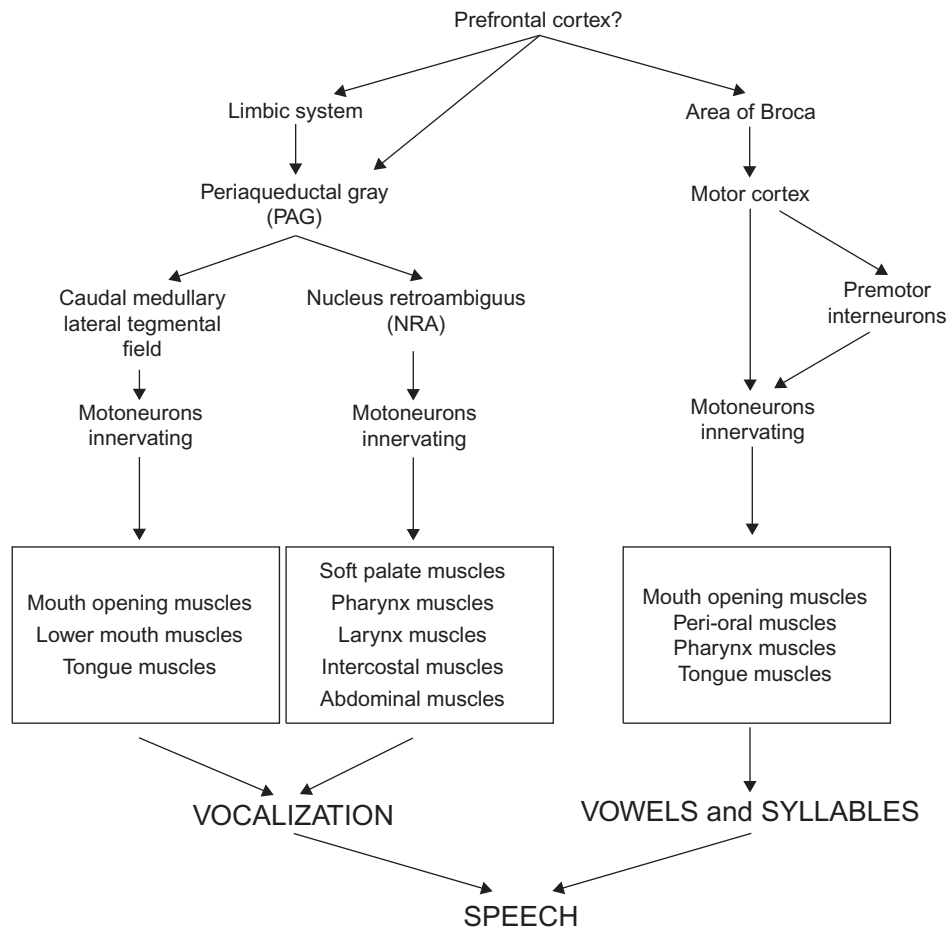 Prefrontal cortex?
Limbic system
Area of Broca
Periaqueductal gray
(PAG)
Motor cortex
Caudal medullary
lateral tegmental
field
Nucleus retroambiguus
(NRA)
Premotor
interneurons
Motoneurons
innervating
Motoneurons
innervating
Motoneurons
innervating
Mouth opening muscles
Lower mouth muscles
Tongue muscles
Soft palate muscles
Pharynx muscles
Larynx muscles
Intercostal muscles
Abdominal muscles
Mouth opening muscles
Peri-oral muscles
Pharynx muscles
Tongue muscles
VOCALIZATION
VOWELS and SYLLABLES
SPEECH